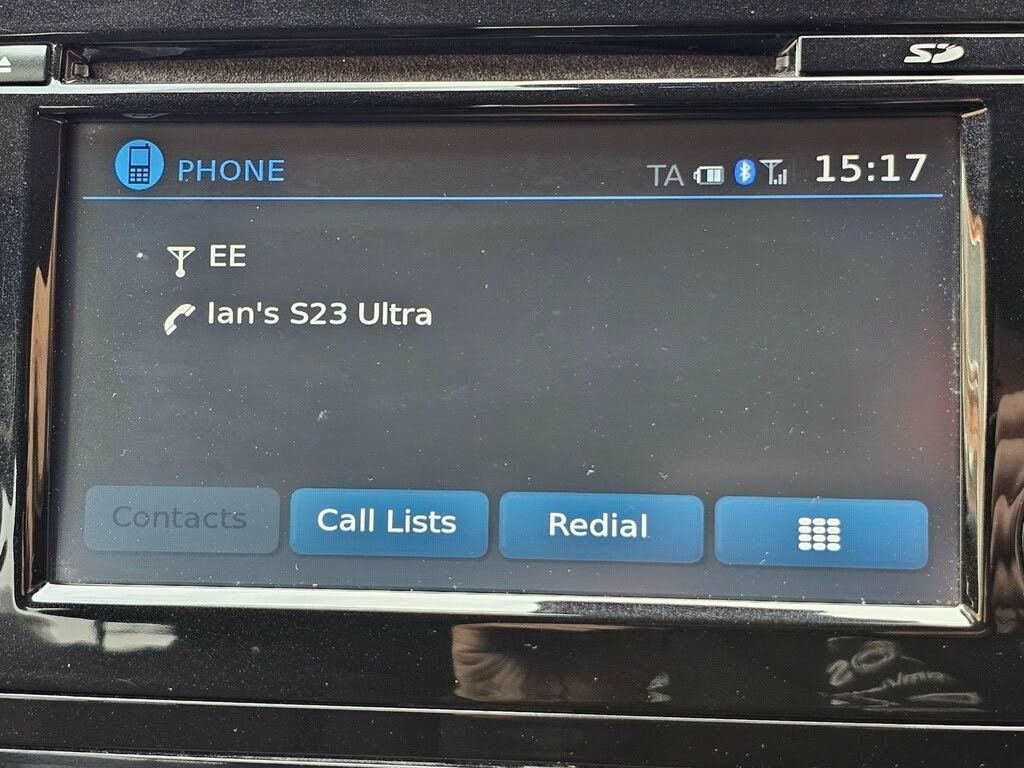 SD
PHONE
TA 15:17
EE
Ian's S23 Ultra
Contacts Call Lists Redial